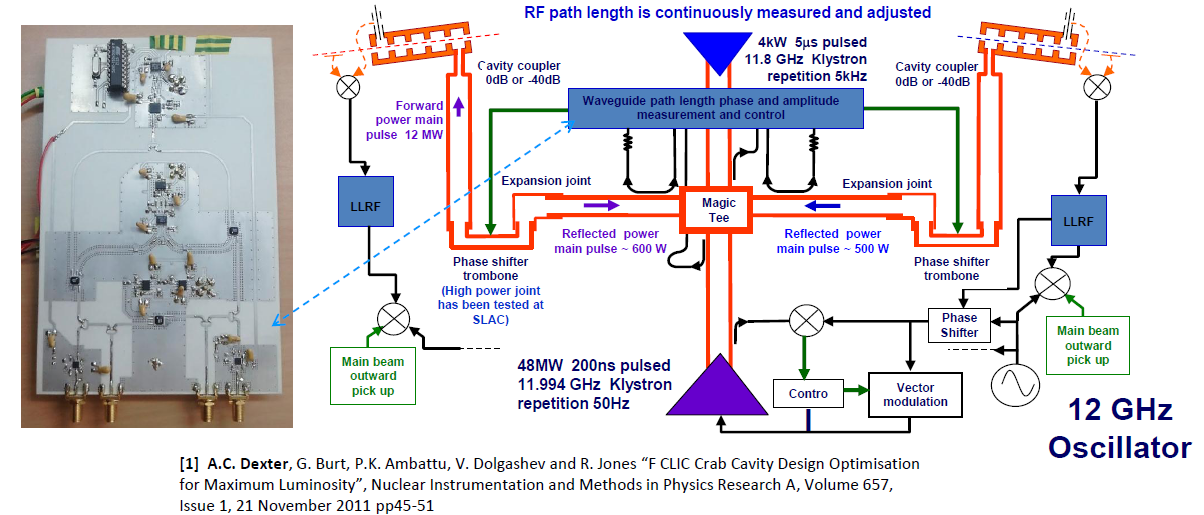 RF path length is continuously measured and adjusted
4kW 5μs pulsed
11.8 GHz Klystron
repetition 5kHz
Cavity coupler
0dB or -40dB
Cavity coupler
0dB or -40dB
Forward
power main
pulse 12 MW
Waveguide path length phase and amplitude
measurement and control
LLRF
Expansion joint
Magic
Tee
Expansion joint
LLRF
Reflected power
main pulse ~ 600 W
Reflected power
main pulse ~ 500 W
Phase shifter
trombone
(High power joint
has been tested at
SLAC)
Phase shifter
trombone
Phase
Shifter
Main beam
outward
pick up
Main beam
outward
pick up
48MW 200ns pulsed
11.994 GHz Klystron
repetition 50Hz
Contro
Vector
modulation
12 GHz
Oscillator
[1] A.C. Dexter, G. Burt, P.K. Ambattu, V. Dolgashev and R. Jones “F CLIC Crab Cavity Design Optimisation
for Maximum Luminosity”, Nuclear Instrumentation and Methods in Physics Research A, Volume 657,
Issue 1, 21 November 2011 pp45-51